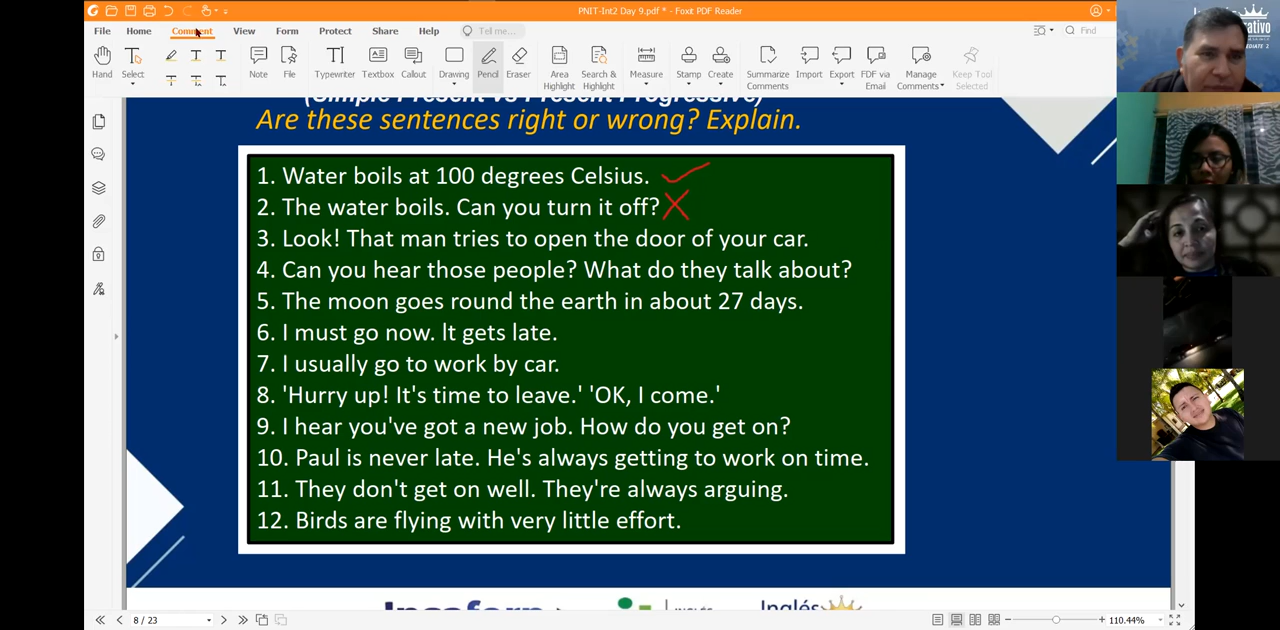 PNIT-Int2 Day 9.pdf * - Foxit PDF Reader
File Home Comment View Form Protect Share Help Tell me... Find
Hand Select Note File Typewriter Textbox Callout Drawing Pencil Eraser Area Highlight Search & Highlight Measure Stamp Create Summarize Comments Import Export FDF via Email Manage Comments Keep Tool Selected
(Simple Present vs Present Progressive)
Are these sentences right or wrong? Explain.
1. Water boils at 100 degrees Celsius.
2. The water boils. Can you turn it off?
3. Look! That man tries to open the door of your car.
4. Can you hear those people? What do they talk about?
5. The moon goes round the earth in about 27 days.
6. I must go now. It gets late.
7. I usually go to work by car.
8. 'Hurry up! It's time to leave.' 'OK, I come.'
9. I hear you've got a new job. How do you get on?
10. Paul is never late. He's always getting to work on time.
11. They don't get on well. They're always arguing.
12. Birds are flying with very little effort.
8 / 23
110.44%